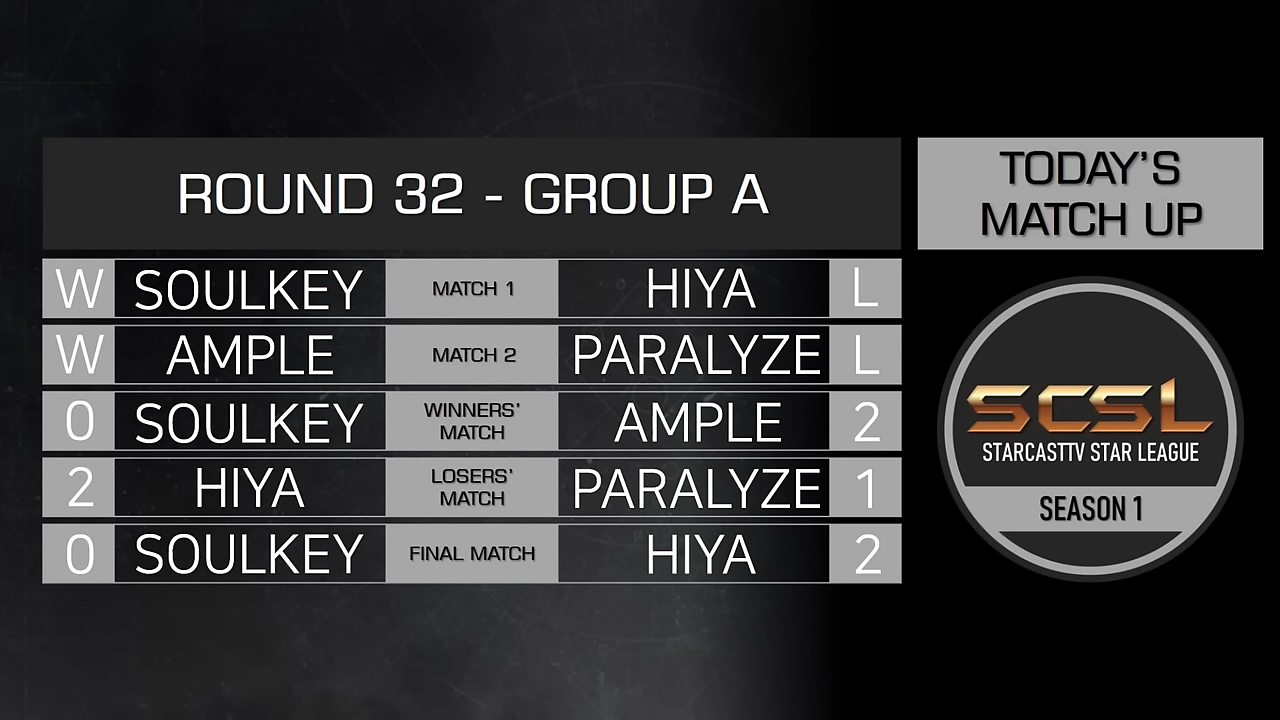 ROUND 32 - GROUP A
W SOULKEY MATCH 1 HIYA L
W AMPLE MATCH 2 PARALYZE L
0 SOULKEY WINNERS' MATCH AMPLE 2
2 HIYA LOSERS' MATCH PARALYZE 1
0 SOULKEY FINAL MATCH HIYA 2
TODAY'S
MATCH UP
SCSL
STARCASTTV STAR LEAGUE
SEASON 1